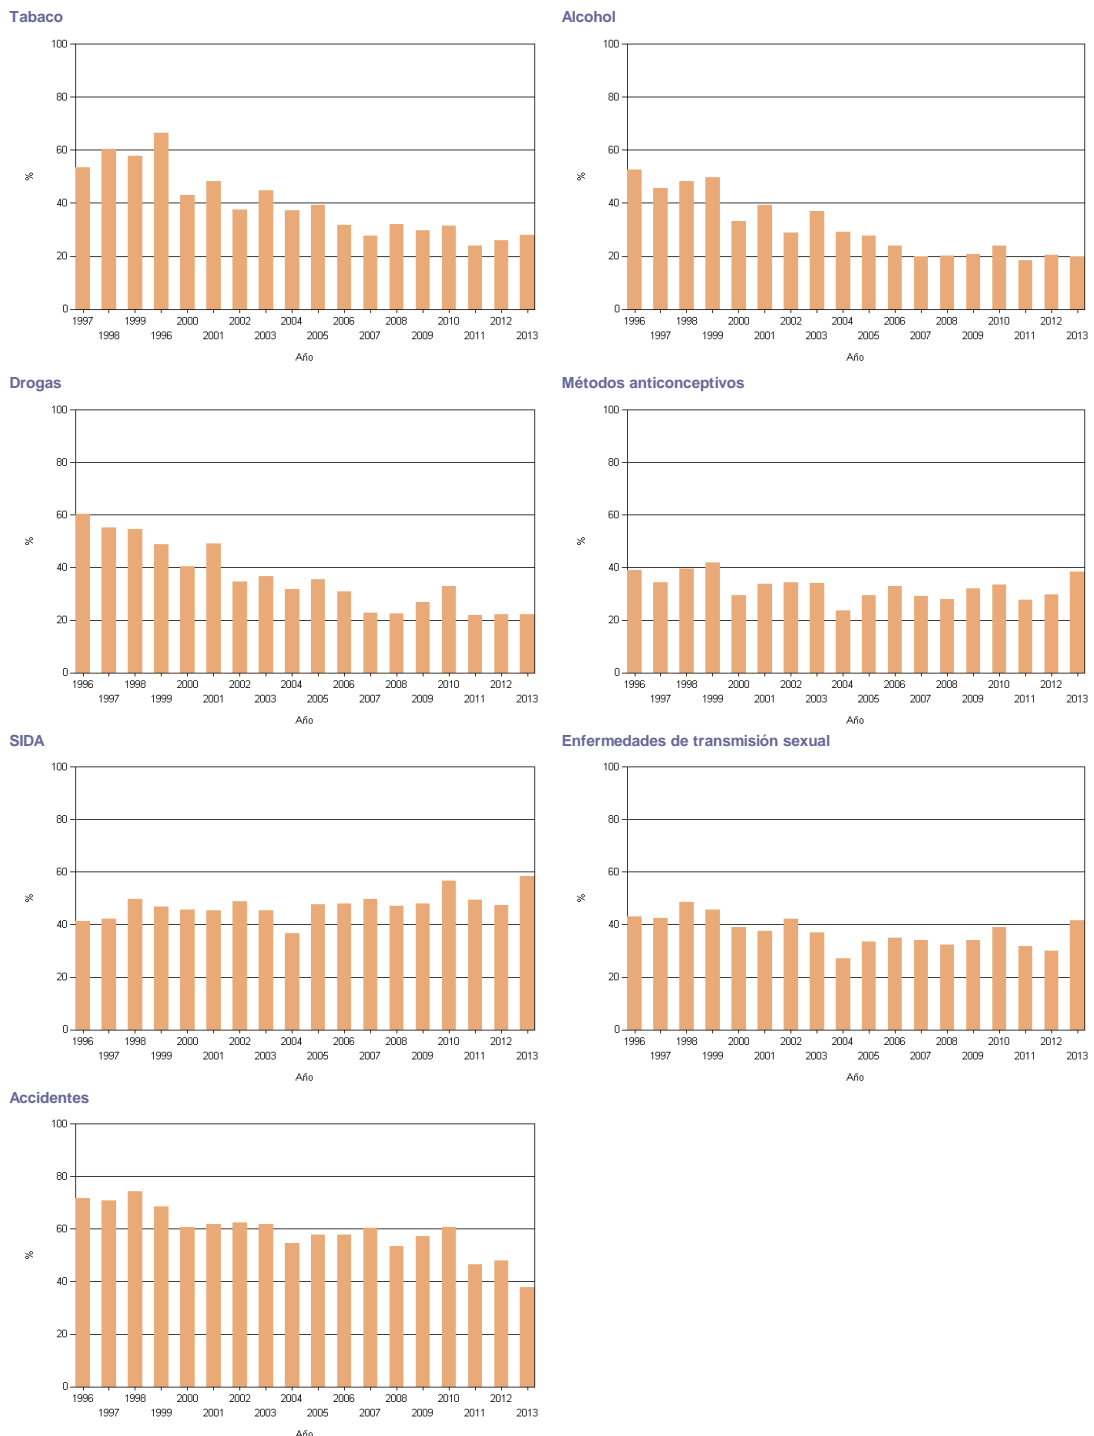 Tabaco
100
80
60
40
20
0
%
1997 1999 2000 2002 2004 2006 2008 2010 2012
1998 1996 2001 2003 2005 2007 2009 2011 2013
Año
Alcohol
100
80
60
40
20
0
%
1996 1998 2000 2002 2004 2006 2008 2010 2012
1997 1999 2001 2003 2005 2007 2009 2011 2013
Año
Drogas
100
80
60
40
20
0
%
1996 1998 2000 2002 2004 2006 2008 2010 2012
1997 1999 2001 2003 2005 2007 2009 2011 2013
Año
Métodos anticonceptivos
100
80
60
40
20
0
%
1996 1998 2000 2002 2004 2006 2008 2010 2012
1997 1999 2001 2003 2005 2007 2009 2011 2013
Año
SIDA
100
80
60
40
20
0
%
1996 1998 2000 2002 2004 2006 2008 2010 2012
1997 1999 2001 2003 2005 2007 2009 2011 2013
Año
Enfermedades de transmisión sexual
100
80
60
40
20
0
%
1996 1998 2000 2002 2004 2006 2008 2010 2012
1997 1999 2001 2003 2005 2007 2009 2011 2013
Año
Accidentes
100
80
60
40
20
0
%
1996 1998 2000 2002 2004 2006 2008 2010 2012
1997 1999 2001 2003 2005 2007 2009 2011 2013
Año